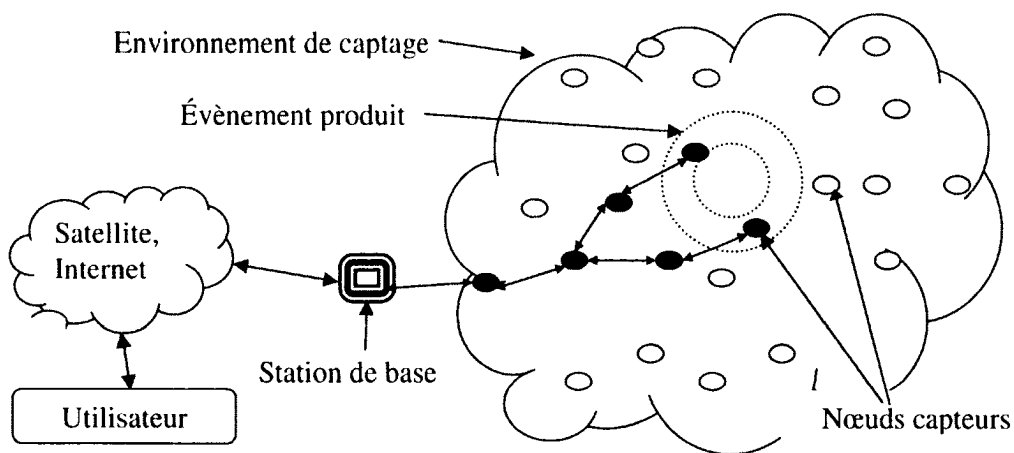 Environnement de captage
Évènement produit
Satellite,
Internet
Station de base
Utilisateur
Nœuds capteurs